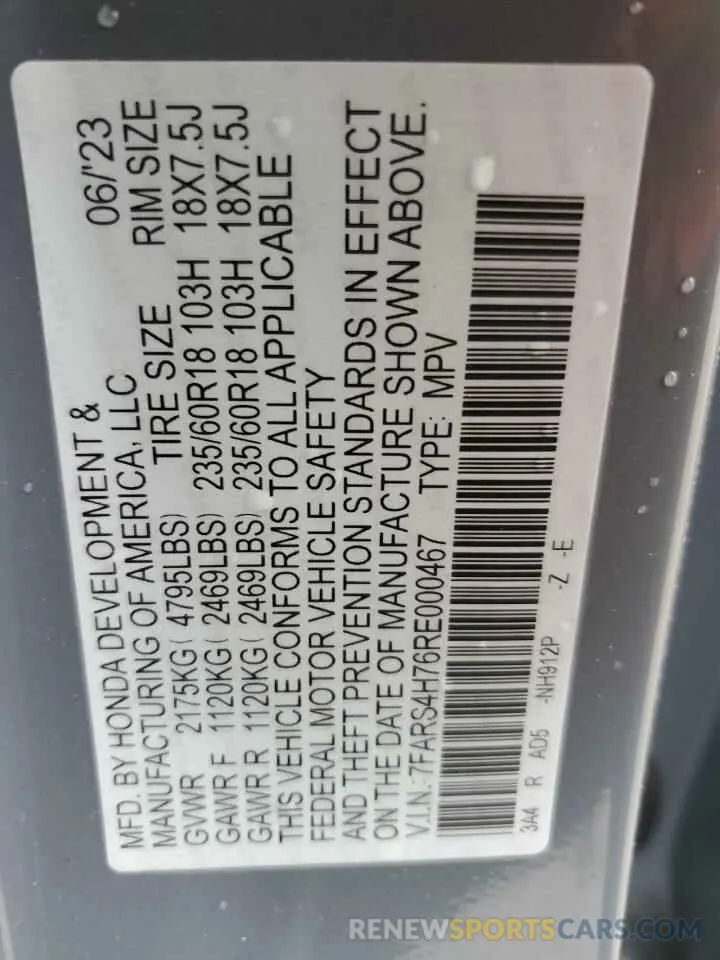 MFD. BY HONDA DEVELOPMENT & 06/'23
MANUFACTURING OF AMERICA, LLC RIM SIZE
GVWR 2175KG( 4795LBS) TIRE SIZE
GAWR F 1120KG( 2469LBS) 235/60R18 103H 18X7.5J
GAWR R 1120KG( 2469LBS) 235/60R18 103H 18X7.5J
THIS VEHICLE CONFORMS TO ALL APPLICABLE
FEDERAL MOTOR VEHICLE SAFETY
AND THEFT PREVENTION STANDARDS IN EFFECT
ON THE DATE OF MANUFACTURE SHOWN ABOVE.
V.I.N.: 7FARS4H76RE000467 TYPE: MPV
3A4 R AD5 -NH912P -Z -E
RENEWSPORTSCARS.COM